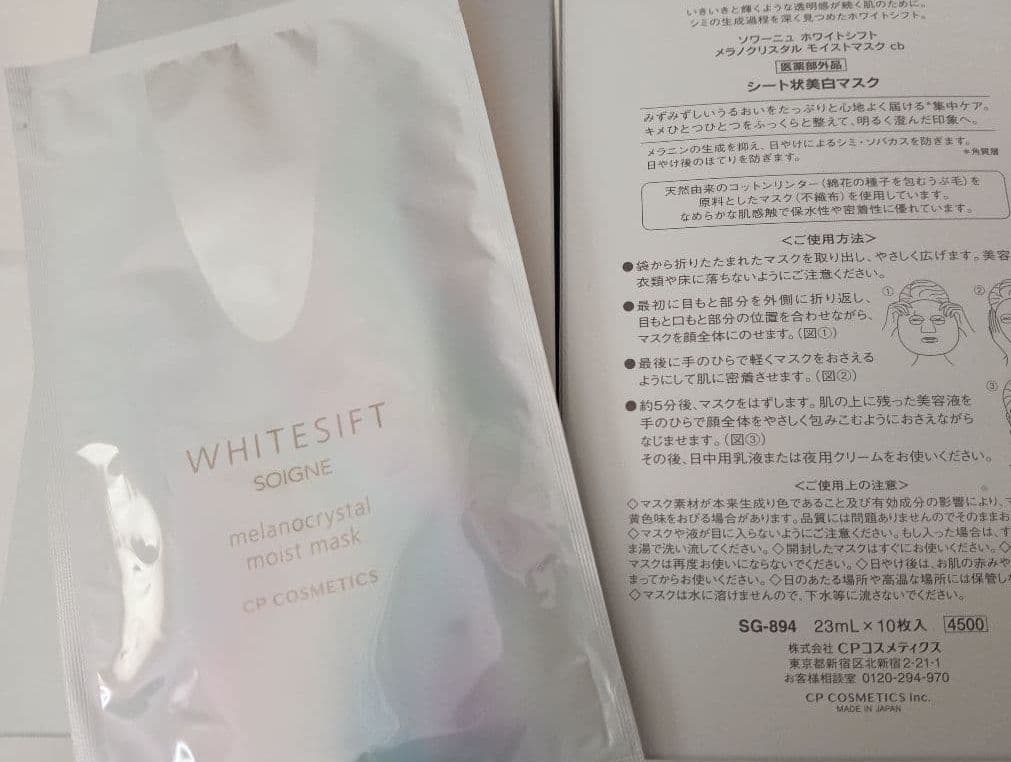 WHITESIFT
SOIGNE
melanocrystal
moist mask
CP COSMETICS
いきいきと輝くような透明感が続く肌のために。
シミの生成過程を深く見つめたホワイトシフト。
ソワーニュ ホワイトシフト
メラノクリスタル モイストマスク cb
医薬部外品
シート状美白マスク
みずみずしいうるおいをたっぷりと心地よく届ける*集中ケア。
キメひとつひとつをふっくらと整えて、明るく澄んだ印象へ。
メラニンの生成を抑え、日やけによるシミ・ソバカスを防ぎます。
日やけ後のほてりを防ぎます。 *角質層
天然由来のコットンリンター(綿花の種子を包むうぶ毛)を
原料としたマスク(不織布)を使用しています。
なめらかな肌感触で保水性や密着性に優れています。
<ご使用方法>
●袋から折りたたまれたマスクを取り出し、やさしく広げます。美容
衣類や床に落ちないようにご注意ください。
●最初に目もと部分を外側に折り返し、
目もと口もと部分の位置を合わせながら、
マスクを顔全体にのせます。(図①)
① ②
●最後に手のひらで軽くマスクをおさえる
ようにして肌に密着させます。(図②)
③
●約5分後、マスクをはずします。肌の上に残った美容液を
手のひらで顔全体をやさしく包みこむようにおさえながら
なじませます。(図③)
その後、日中用乳液または夜用クリームをお使いください。
<ご使用上の注意>
◇マスク素材が本来生成り色であること及び有効成分の影響により、マ
黄色味をおびる場合があります。品質には問題ありませんのでそのままお
◇マスクや液が目に入らないようにご注意ください。もし入った場合は、す
ま湯で洗い流してください。◇開封したマスクはすぐにお使いください。◇
マスクは再度お使いにならないでください。◇日やけ後は、お肌の赤みや
まってからお使いください。◇日のあたる場所や高温な場所には保管し
◇マスクは水に溶けませんので、下水等に流さないでください。
SG-894 23mL×10枚入 4500
株式会社 CPコスメティクス
東京都新宿区北新宿2-21-1
お客様相談室 0120-294-970
CP COSMETICS Inc.
MADE IN JAPAN